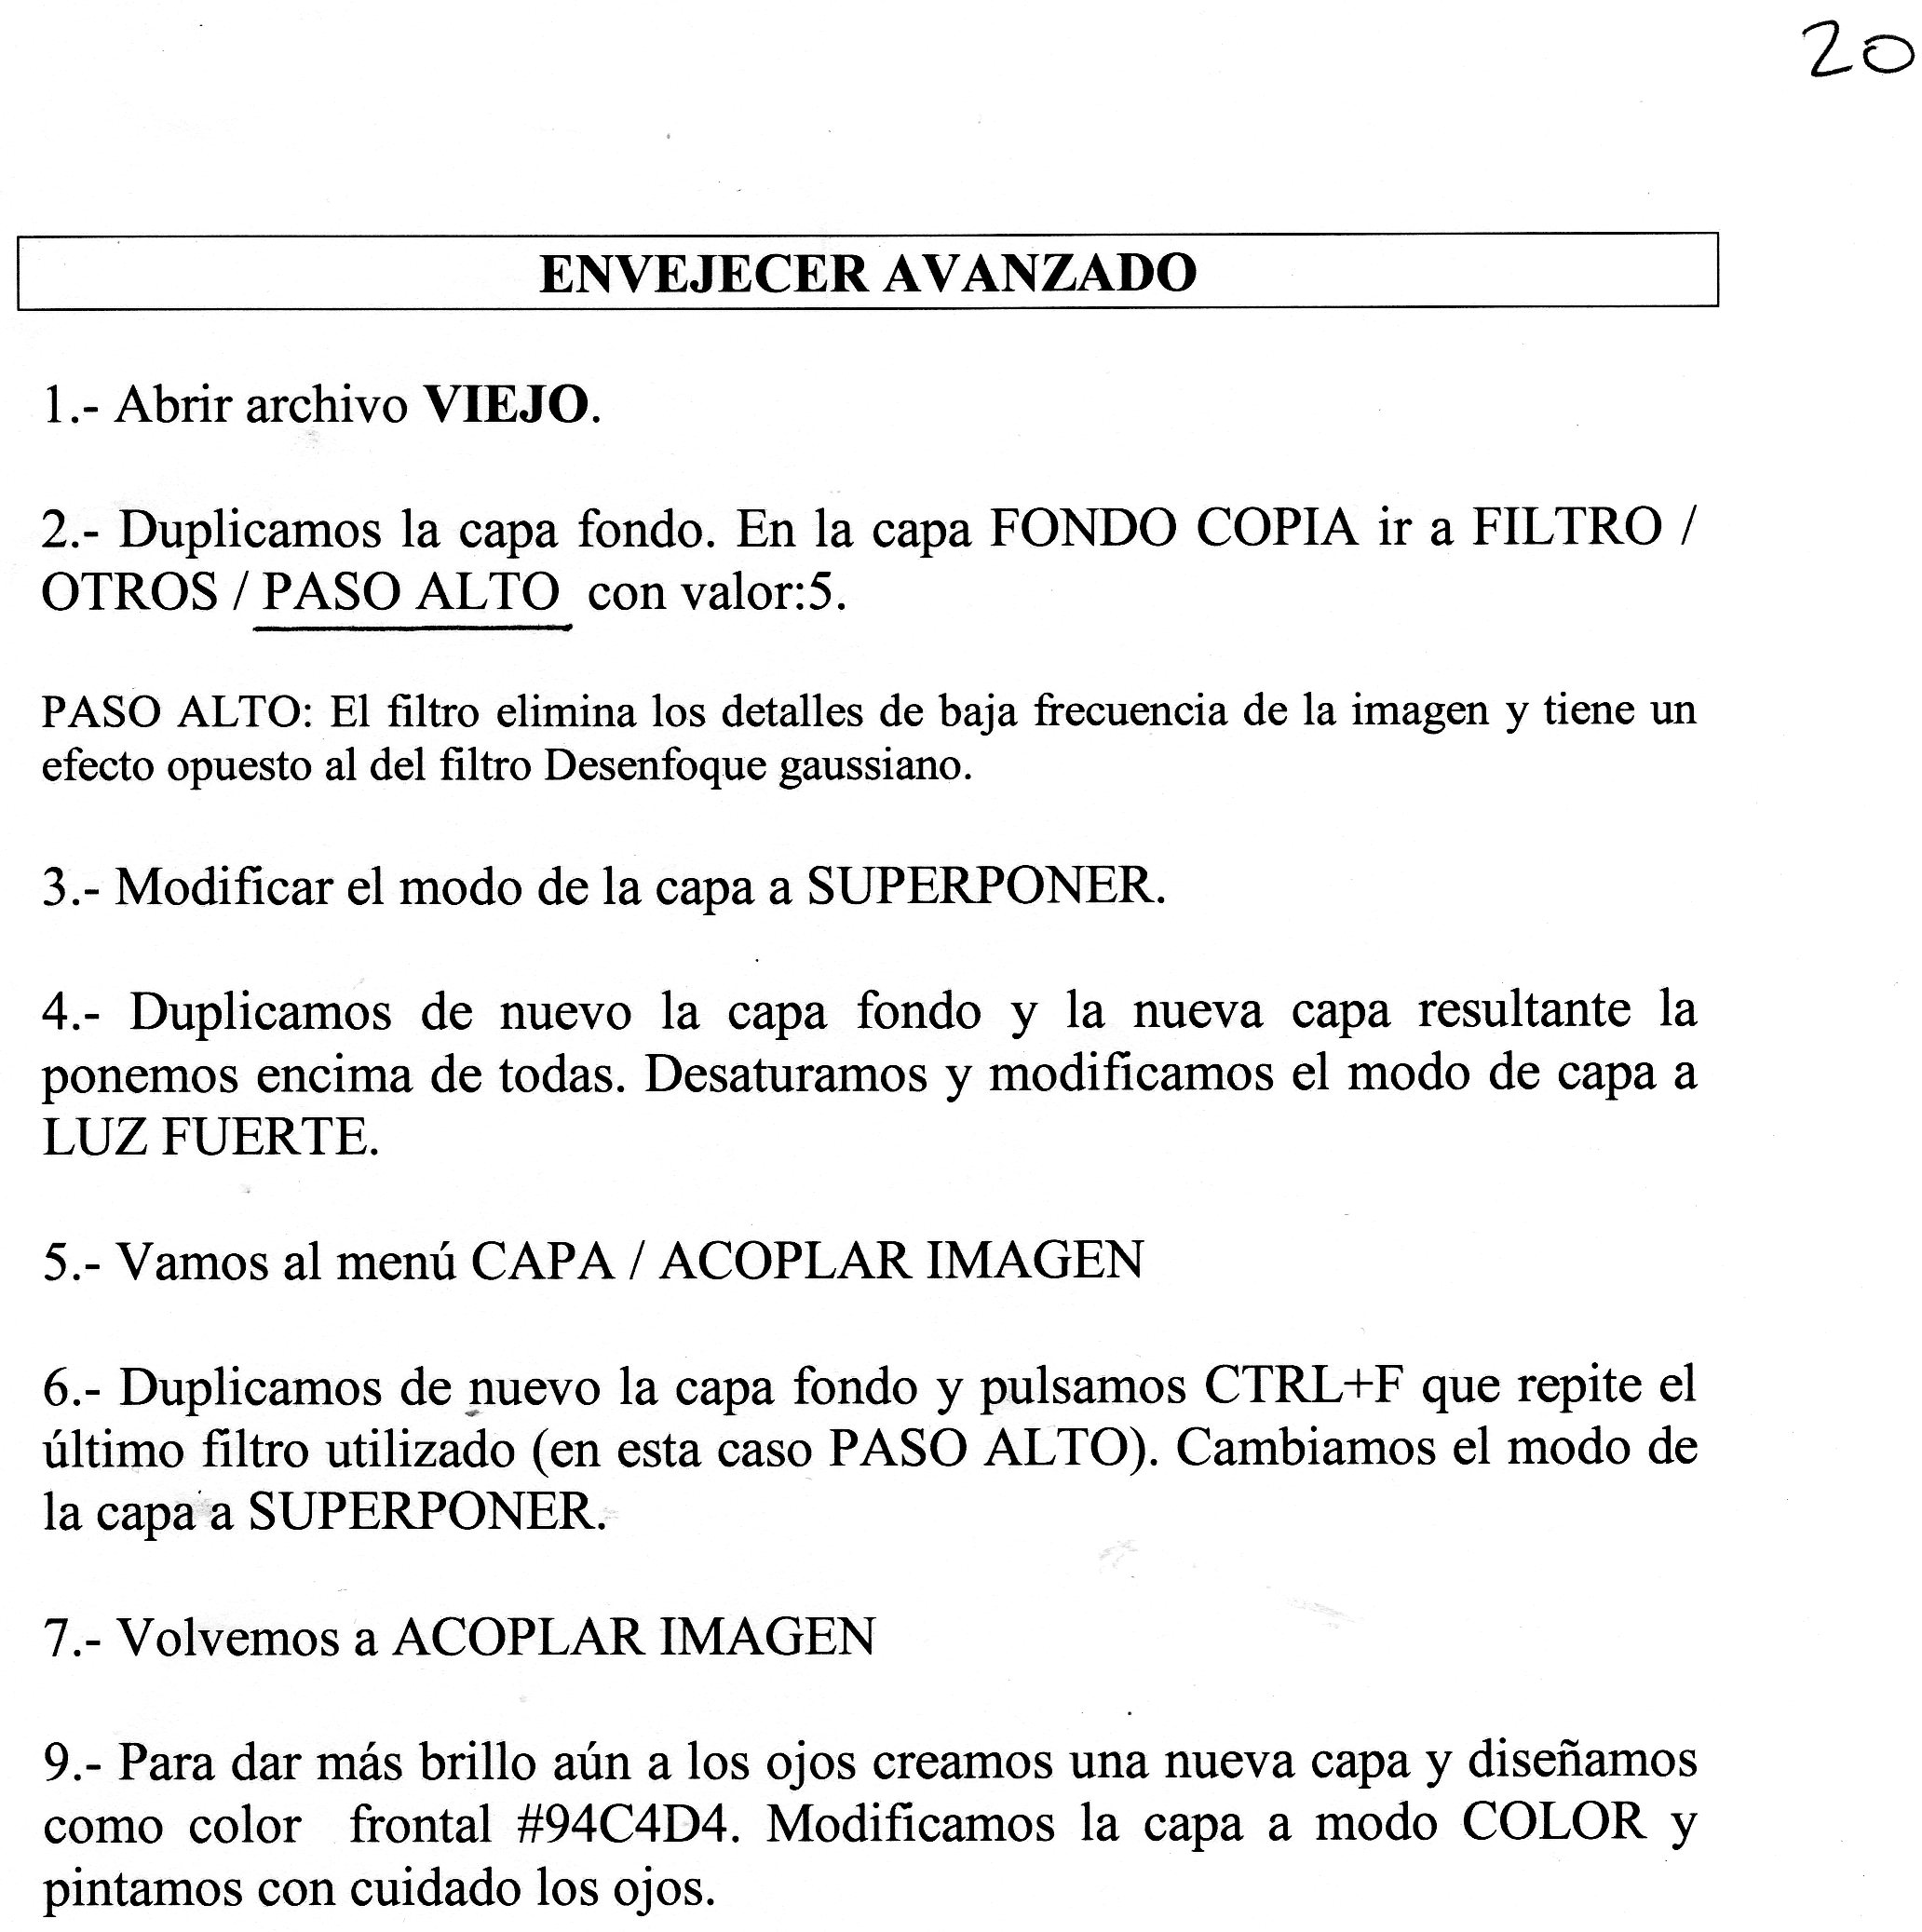 20
ENVEJECER AVANZADO
1.- Abrir archivo VIEJO.
2.- Duplicamos la capa fondo. En la capa FONDO COPIA ir a FILTRO /
OTROS / PASO ALTO con valor:5.
PASO ALTO: El filtro elimina los detalles de baja frecuencia de la imagen y tiene un
efecto opuesto al del filtro Desenfoque gaussiano.
3.- Modificar el modo de la capa a SUPERPONER.
4.- Duplicamos de nuevo la capa fondo y la nueva capa resultante la
ponemos encima de todas. Desaturamos y modificamos el modo de capa a
LUZ FUERTE.
5.- Vamos al menú CAPA / ACOPLAR IMAGEN
6.- Duplicamos de nuevo la capa fondo y pulsamos CTRL+F que repite el
último filtro utilizado (en esta caso PASO ALTO). Cambiamos el modo de
la capa a SUPERPONER.
7.- Volvemos a ACOPLAR IMAGEN
9.- Para dar más brillo aún a los ojos creamos una nueva capa y diseñamos
como color frontal #94C4D4. Modificamos la capa a modo COLOR y
pintamos con cuidado los ojos.